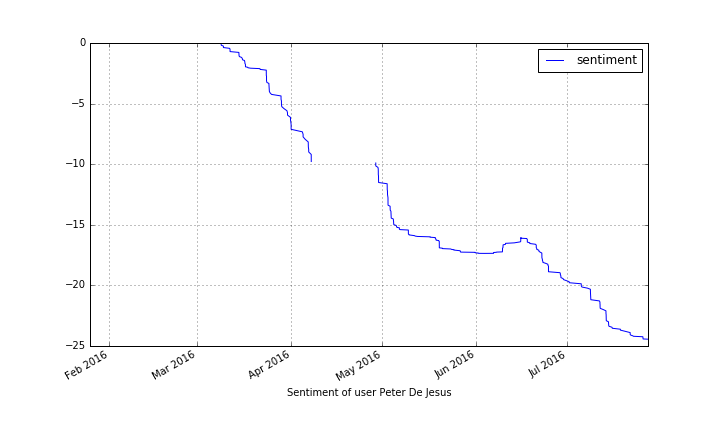 0
−5
−10
−15
−20
−25
sentiment
Feb 2016
Mar 2016
Apr 2016
May 2016
Jun 2016
Jul 2016
Sentiment of user Peter De Jesus